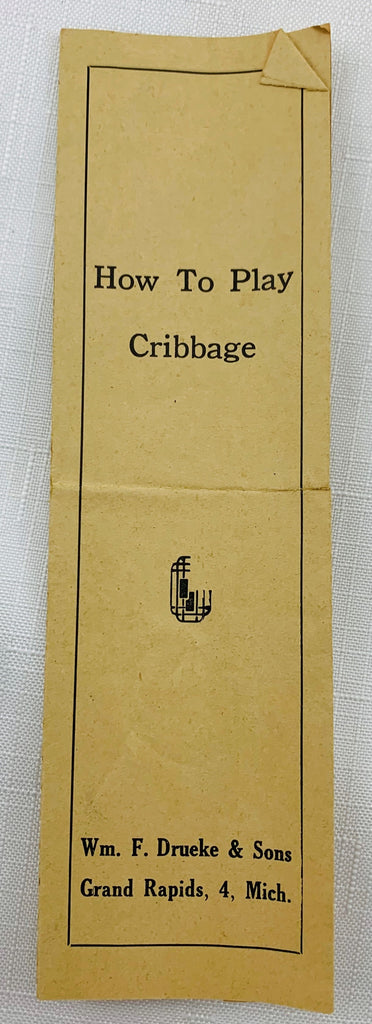 How To Play
Cribbage
Wm. F. Drueke & Sons
Grand Rapids, 4, Mich.